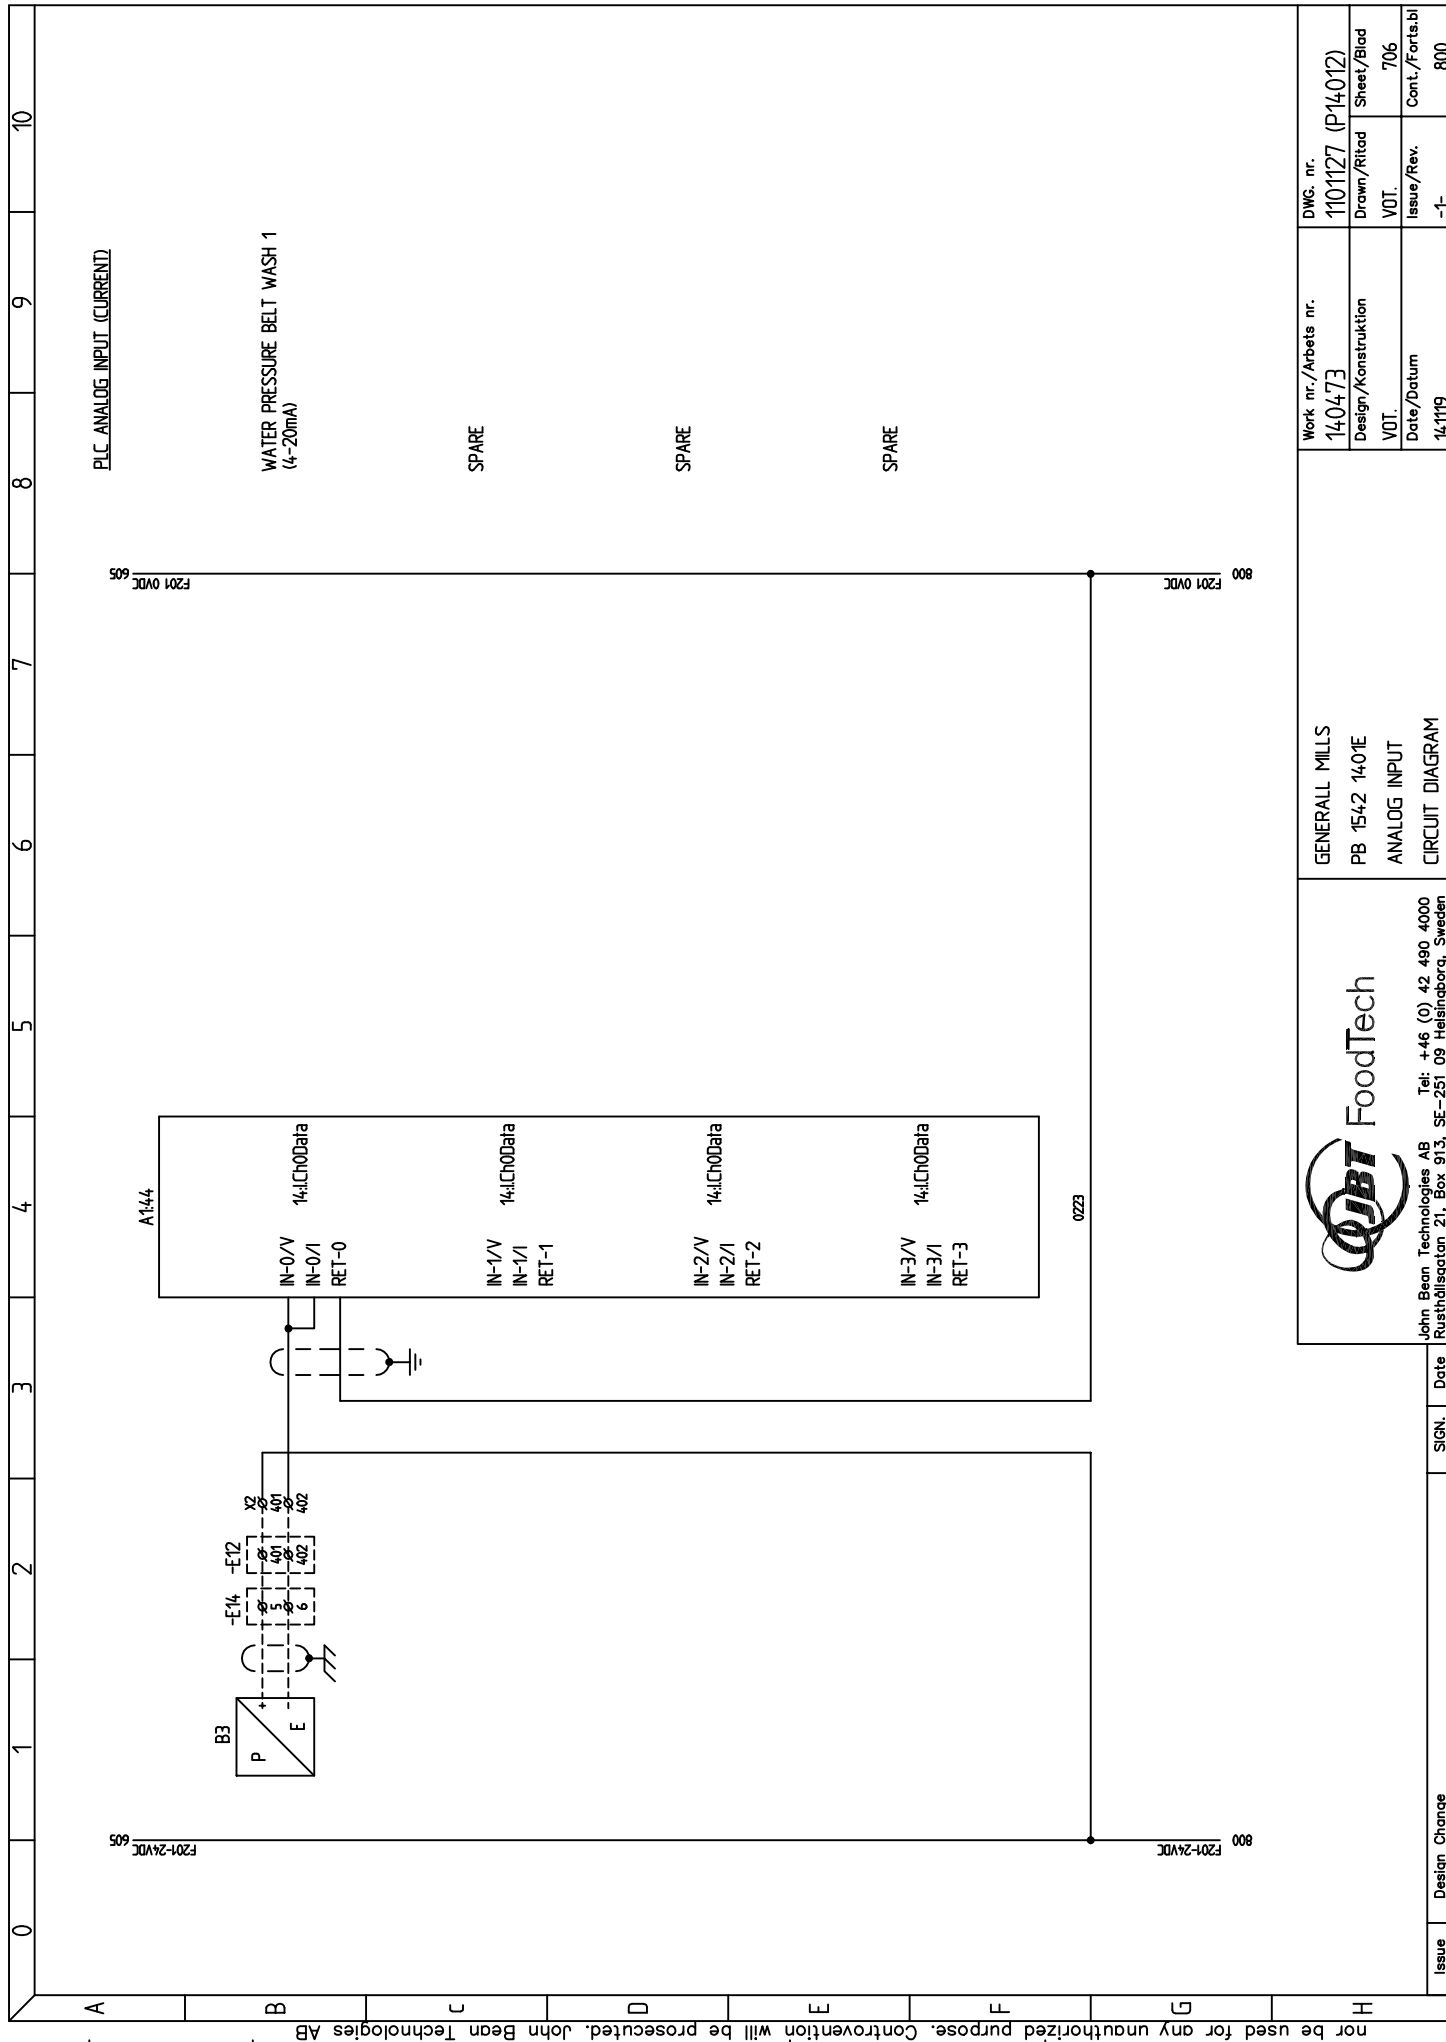 0 1 2 3 4 5 6 7 8 9 10
A
B
C
D
E
F
G
H
PLC ANALOG INPUT (CURRENT)
605
F201-24VDC
605
F201 0VDC
A1:44
B3
P
E
+
-
-E14
5
6
-E12
401
402
X2
401
402
IN-0/V
IN-0/I
RET-0
14:I.Ch0Data
WATER PRESSURE BELT WASH 1
(4-20mA)
IN-1/V
IN-1/I
RET-1
14:I.Ch0Data
SPARE
IN-2/V
IN-2/I
RET-2
14:I.Ch0Data
SPARE
IN-3/V
IN-3/I
RET-3
14:I.Ch0Data
SPARE
0223
F201-24VDC
800
F201 0VDC
800
nor be used for any unauthorized purpose. Contravention will be prosecuted. John Bean Technologies AB
Issue
Design Change
SIGN.
Date
JBT FoodTech
John Bean Technologies AB Tel: +46 (0) 42 490 4000
Rusthållsgatan 21, Box 913, SE-251 09 Helsingborg, Sweden
GENERALL MILLS
PB 1542 1401E
ANALOG INPUT
CIRCUIT DIAGRAM
Work nr./Arbets nr.
140473
DWG. nr.
1101127 (P14012)
Design/Konstruktion
VOT.
Drawn/Ritad
VOT.
Sheet/Blad
706
Date/Datum
141119
Issue/Rev.
-1-
Cont./Forts.bl
800